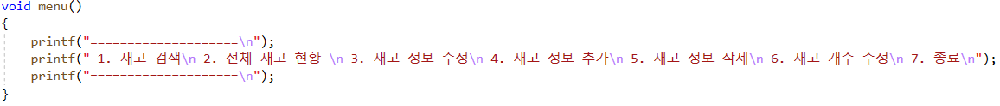 void menu()
{
    printf("====================\n");
    printf(" 1. 재고 검색\n 2. 전체 재고 현황 \n 3. 재고 정보 수정\n 4. 재고 정보 추가\n 5. 재고 정보 삭제\n 6. 재고 개수 수정\n 7. 종료\n");
    printf("====================\n");
}